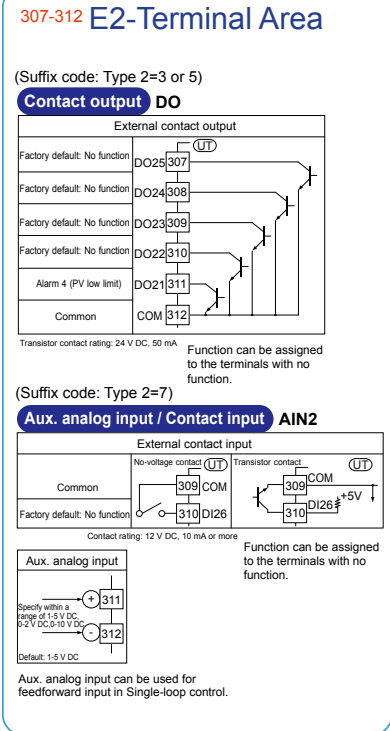 307-312 E2-Terminal Area
(Suffix code: Type 2=3 or 5)
Contact output DO
External contact output
UT
Factory default: No function DO25 307
Factory default: No function DO24 308
Factory default: No function DO23 309
Factory default: No function DO22 310
Alarm 4 (PV low limit) DO21 311
Common COM 312
Transistor contact rating: 24 V DC, 50 mA
Function can be assigned
to the terminals with no
function.
(Suffix code: Type 2=7)
Aux. analog input / Contact input AIN2
External contact input
No-voltage contact UT Transistor contact UT
Common 309 COM 309 COM
Factory default: No function 310 DI26 310 DI26 +5V
Contact rating: 12 V DC, 10 mA or more
Function can be assigned
to the terminals with no
function.
Aux. analog input
+ 311
Specify within a
range of 1-5 V DC,
0-2 V DC,0-10 V DC
- 312
Default: 1-5 V DC
Aux. analog input can be used for
feedforward input in Single-loop control.